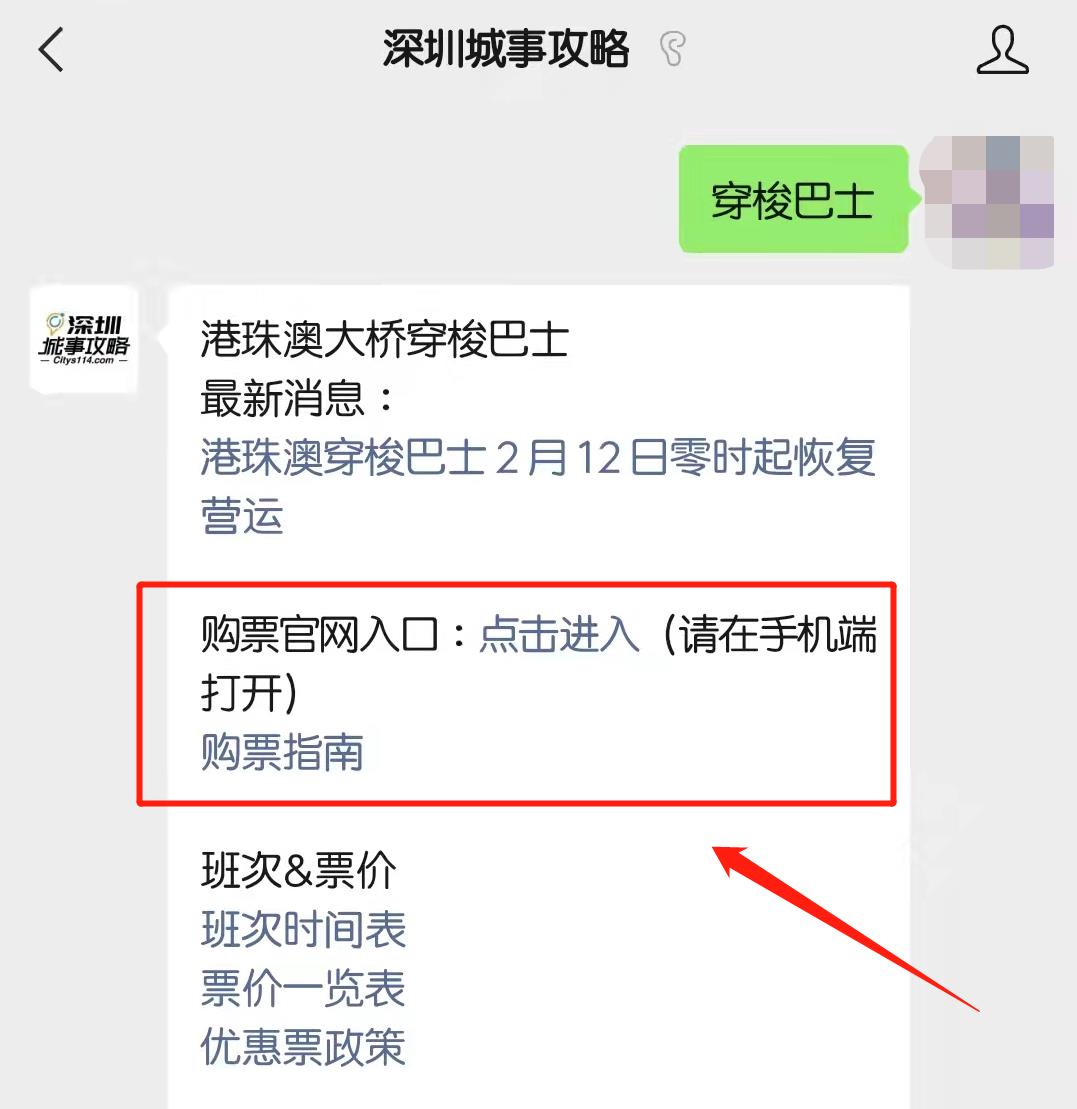 深圳城事攻略
穿梭巴士
深圳
城事攻略
Citys114.com
港珠澳大桥穿梭巴士
最新消息：
港珠澳穿梭巴士2月12日零时起恢复
营运
购票官网入口：点击进入（请在手机端
打开）
购票指南
班次&票价
班次时间表
票价一览表
优惠票政策